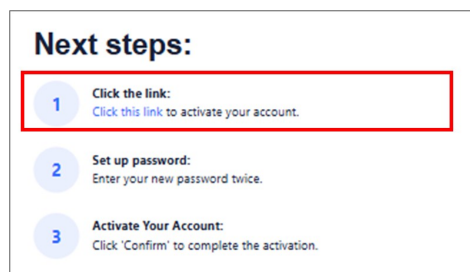 Next steps:
1
Click the link:
Click this link to activate your account.
2
Set up password:
Enter your new password twice.
3
Activate Your Account:
Click 'Confirm' to complete the activation.